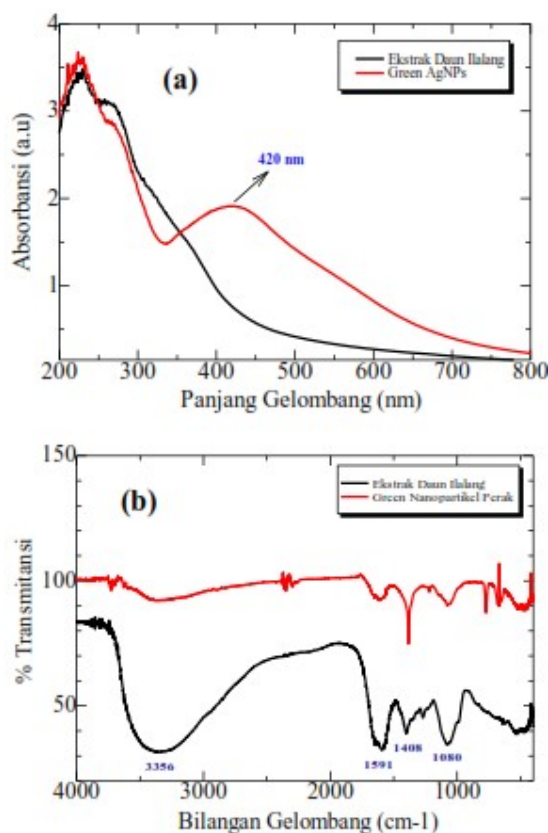 4
3
2
1
Absorbansi (a.u)
(a)
Ekstrak Daun Ilalang
Green AgNPs
420 nm
200 300 400 500 600 700 800
Panjang Gelombang (nm)
150
100
50
% Transmitansi
(b)
Ekstrak Daun Ilalang
Green Nanopartikel Perak
3356
1591
1408
1080
4000 3000 2000 1000
Bilangan Gelombang (cm-1)